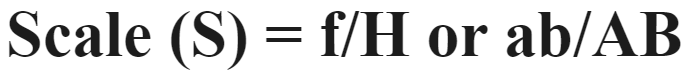 Scale (S) = f/H or ab/AB